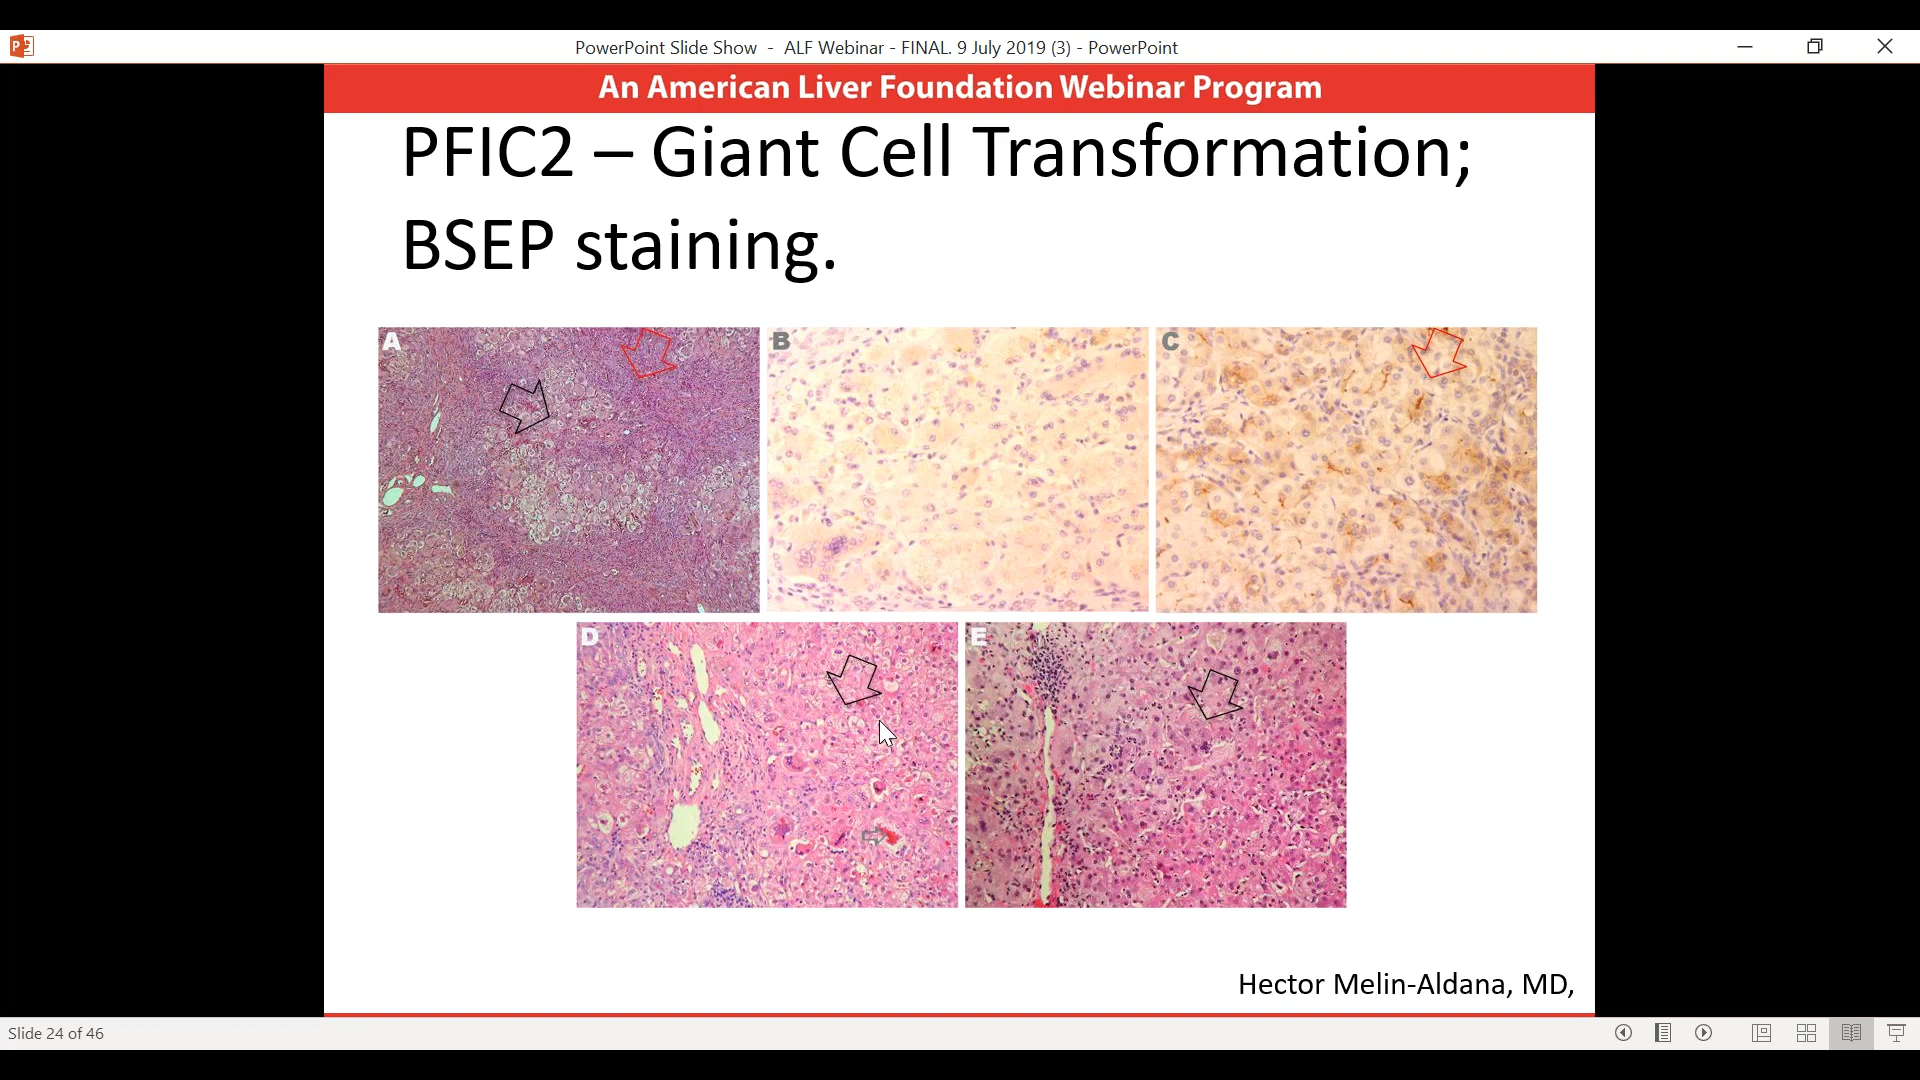 PowerPoint Slide Show - ALF Webinar - FINAL. 9 July 2019 (3) - PowerPoint
An American Liver Foundation Webinar Program
PFIC2 – Giant Cell Transformation;
BSEP staining.
A
B
C
D
E
Hector Melin-Aldana, MD,
Slide 24 of 46